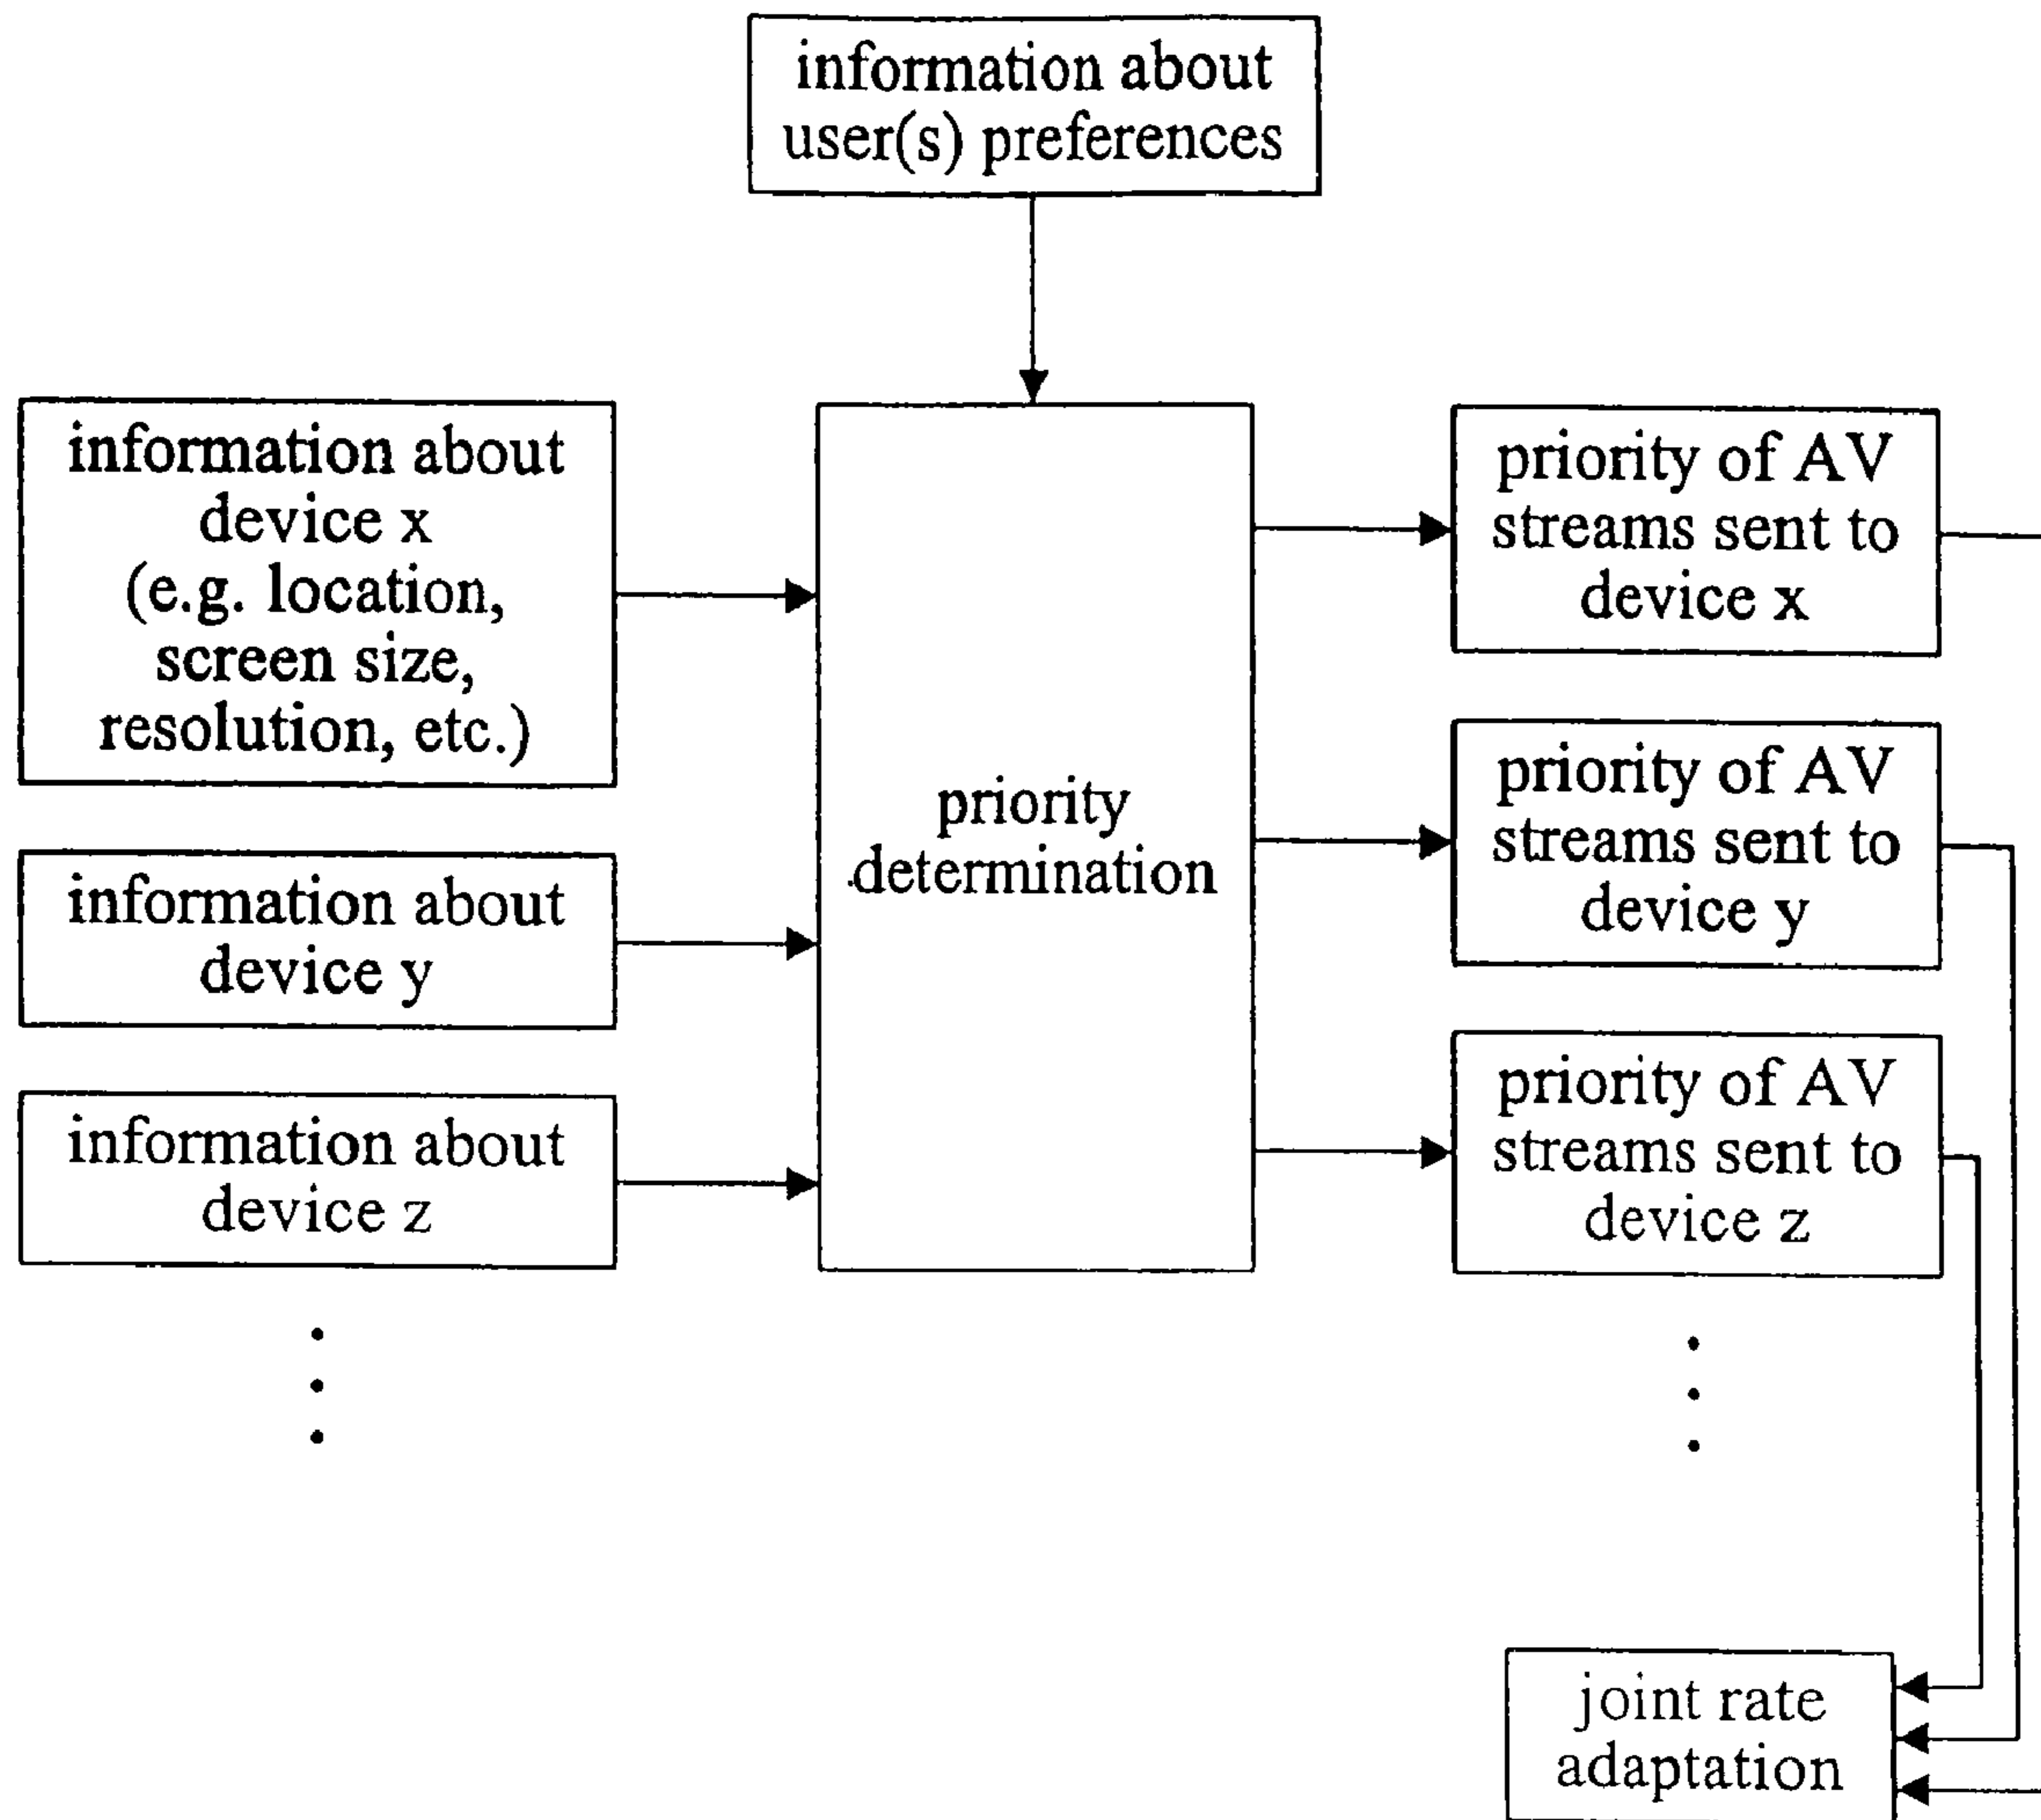 information about
user(s) preferences
information about
device x
(e.g. location,
screen size,
resolution, etc.)
information about
device y
information about
device z
priority
determination
priority of AV
streams sent to
device x
priority of AV
streams sent to
device y
priority of AV
streams sent to
device z
joint rate
adaptation